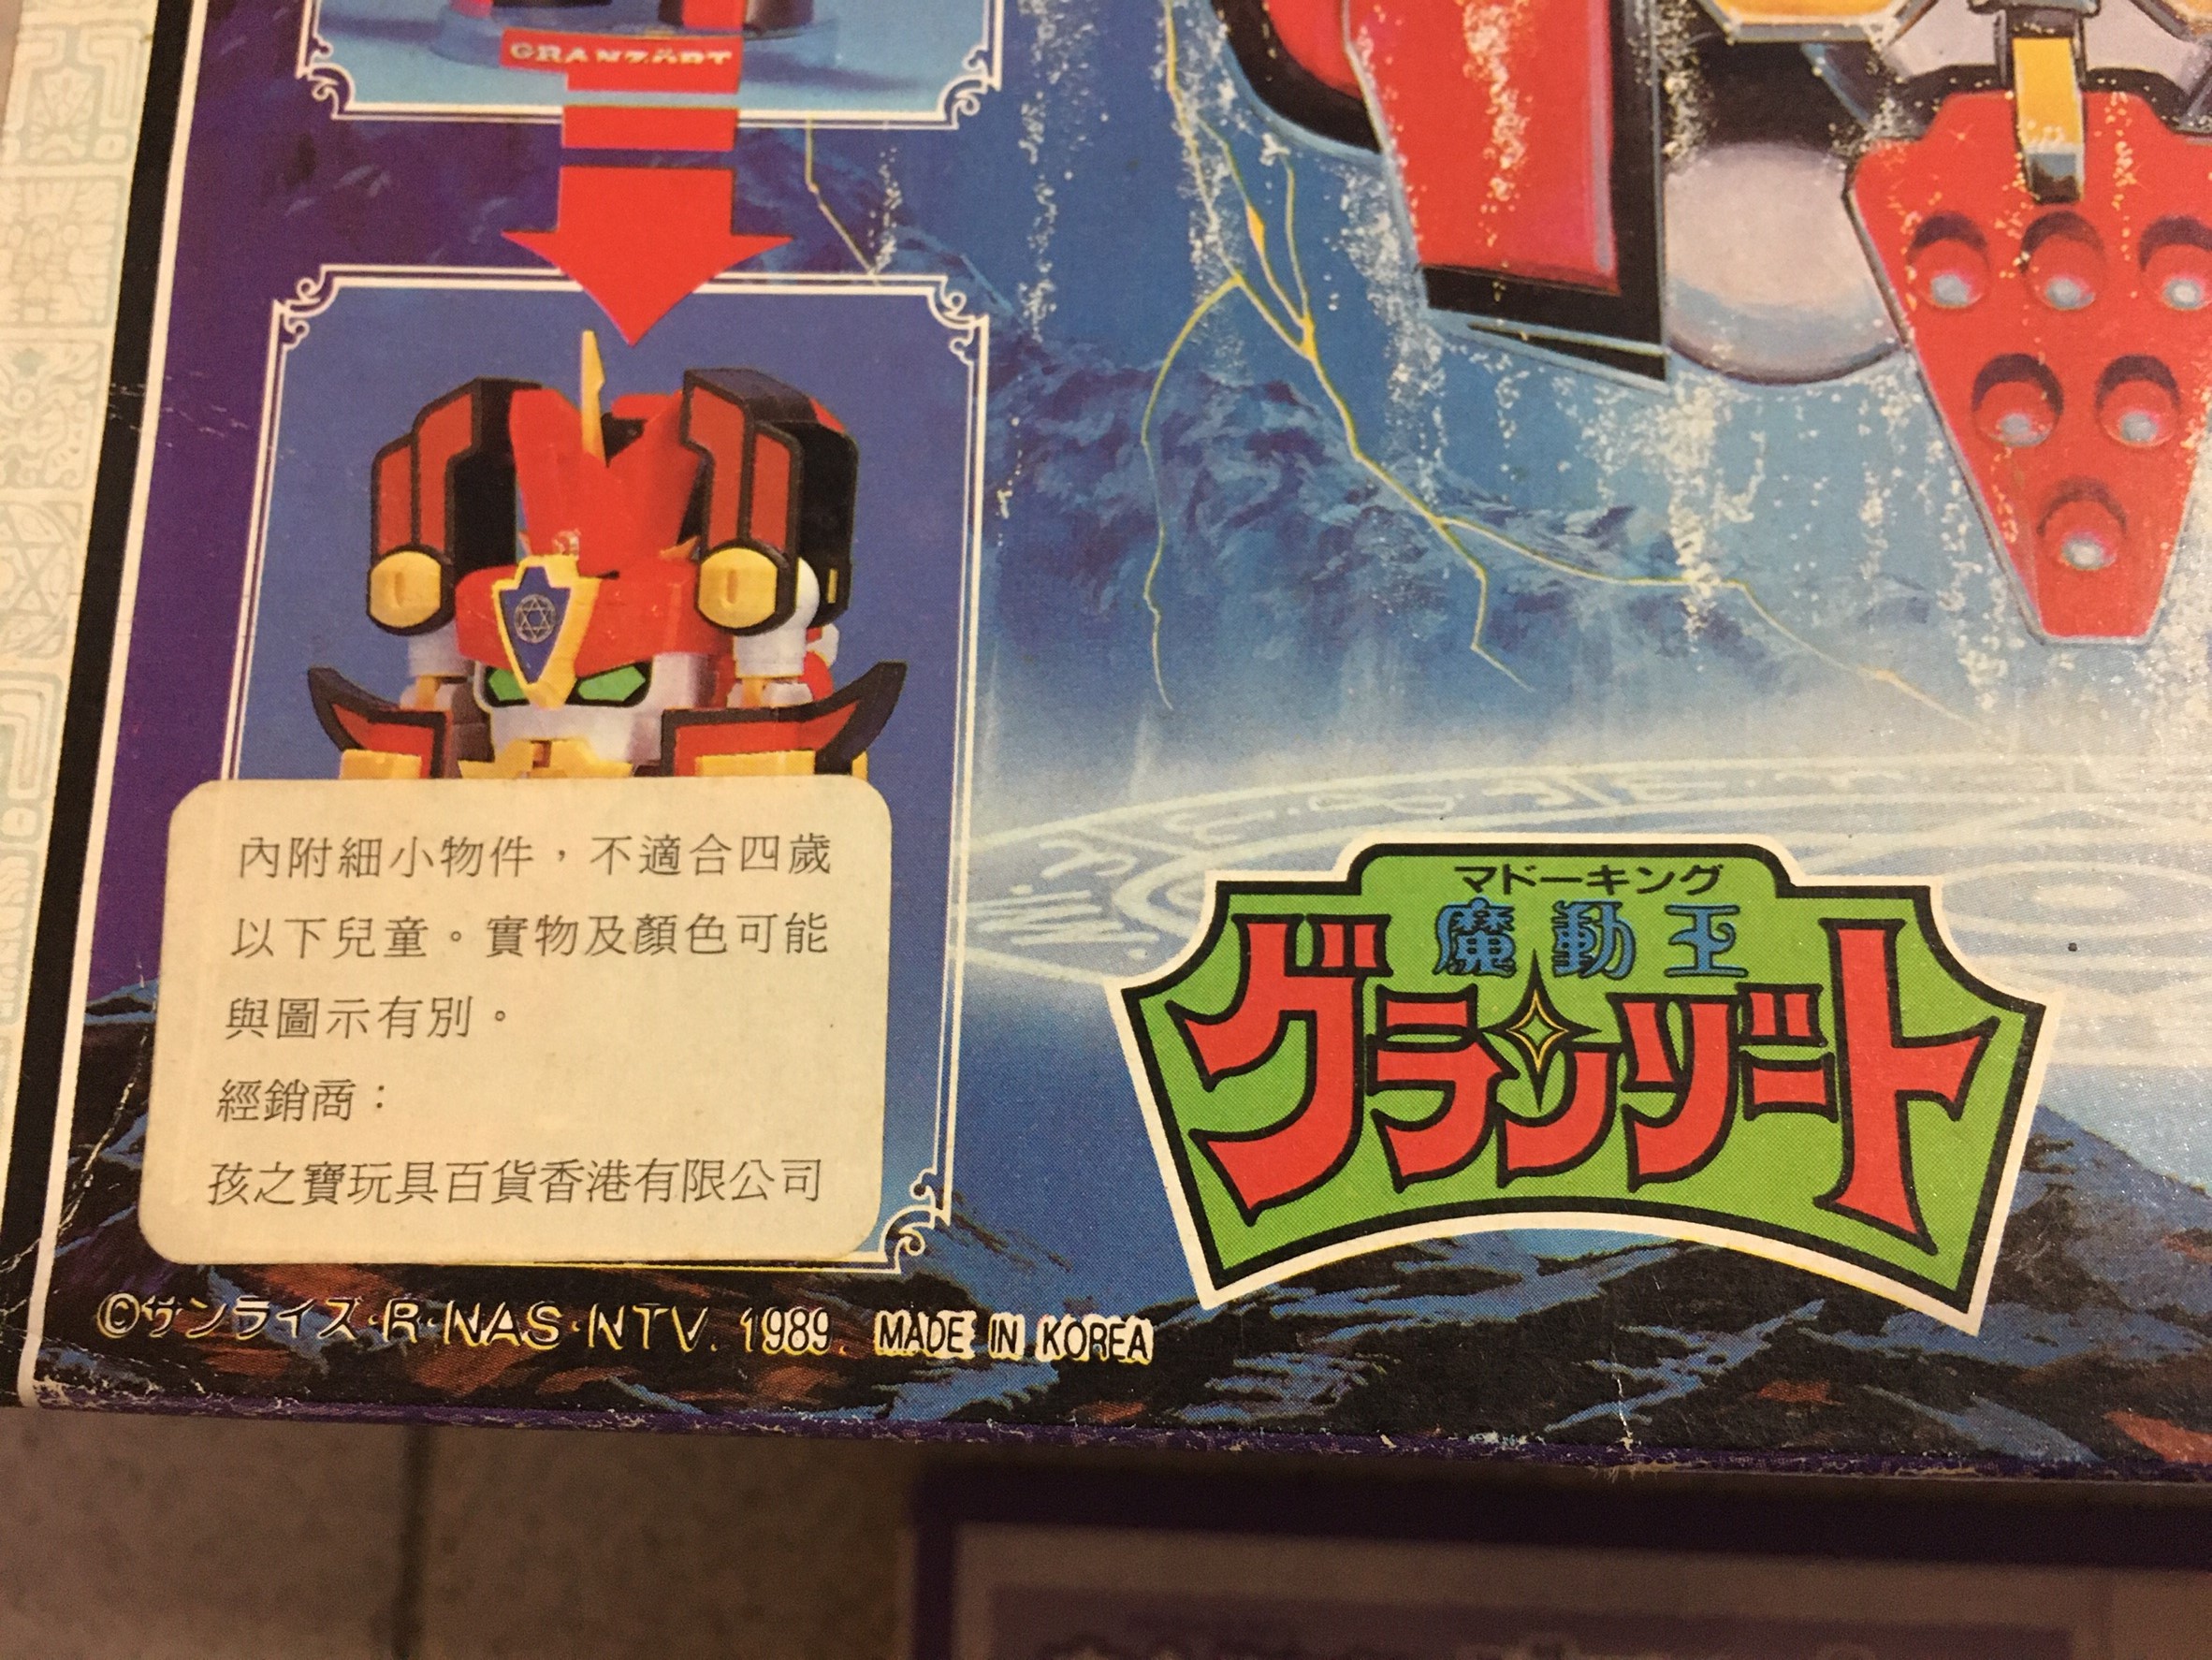 GRANZÖRT
內附細小物件，不適合四歲
以下兒童。實物及顏色可能
與圖示有別。
經銷商：
孩之寶玩具百貨香港有限公司
マドーキング
魔動王
グランゾート
©サンライズ·R·NAS·NTV. 1989. MADE IN KOREA